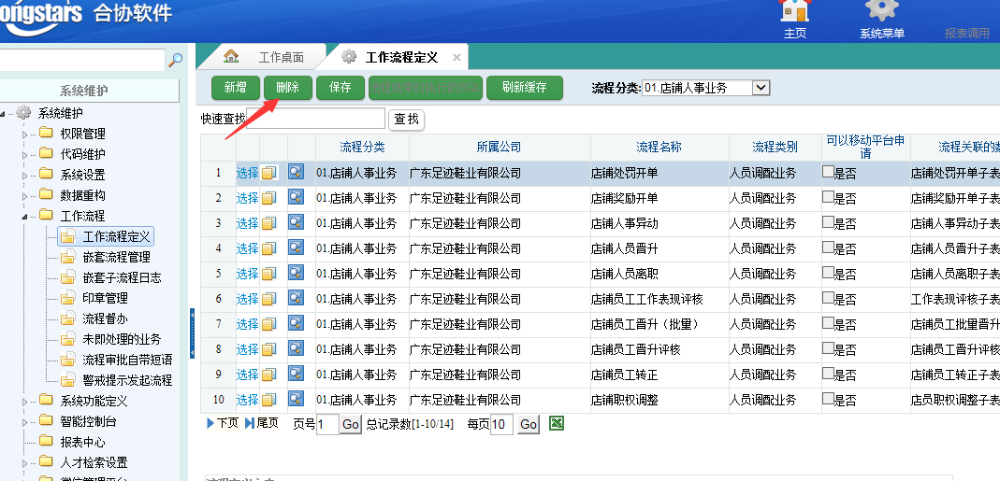 ongstars 合协软件
主页 系统菜单 报表调用
工作桌面 工作流程定义
系统维护
新增 删除 保存 刷新缓存 流程分类: 01.店铺人事业务
快速查找 查 找
系统维护
权限管理
代码维护
系统设置
数据重构
工作流程
工作流程定义
嵌套流程管理
嵌套子流程日志
印章管理
流程督办
未即处理的业务
流程审批自带短语
警戒提示发起流程
系统功能定义
智能控制台
报表中心
人才检索设置
流程分类 所属公司 流程名称 流程类别 可以移动平台申请 流程关联的数
1 选择 01.店铺人事业务 广东足迹鞋业有限公司 店铺处罚开单 人员调配业务 是否 店铺处罚开单子表
2 选择 01.店铺人事业务 广东足迹鞋业有限公司 店铺奖励开单 人员调配业务 是否 店铺奖励开单子表
3 选择 01.店铺人事业务 广东足迹鞋业有限公司 店铺人事异动 人员调配业务 是否 店铺人事异动子表
4 选择 01.店铺人事业务 广东足迹鞋业有限公司 店铺人员晋升 人员调配业务 是否 店铺人员晋升子表
5 选择 01.店铺人事业务 广东足迹鞋业有限公司 店铺人员离职 人员调配业务 是否 店铺人员离职子表
6 选择 01.店铺人事业务 广东足迹鞋业有限公司 店铺员工工作表现评核 人员调配业务 是否 工作表现评核子表
7 选择 01.店铺人事业务 广东足迹鞋业有限公司 店铺员工晋升（批量） 人员调配业务 是否 店铺员工批量晋升
8 选择 01.店铺人事业务 广东足迹鞋业有限公司 店铺员工晋升评核 人员调配业务 是否 店铺员工晋升评核
9 选择 01.店铺人事业务 广东足迹鞋业有限公司 店铺员工转正 人员调配业务 是否 店铺员工转正子表
10 选择 01.店铺人事业务 广东足迹鞋业有限公司 店铺职权调整 人员调配业务 是否 店员职权调整子表
下页 尾页 页号 1 Go 总记录数[1-10/14] 每页 10 Go